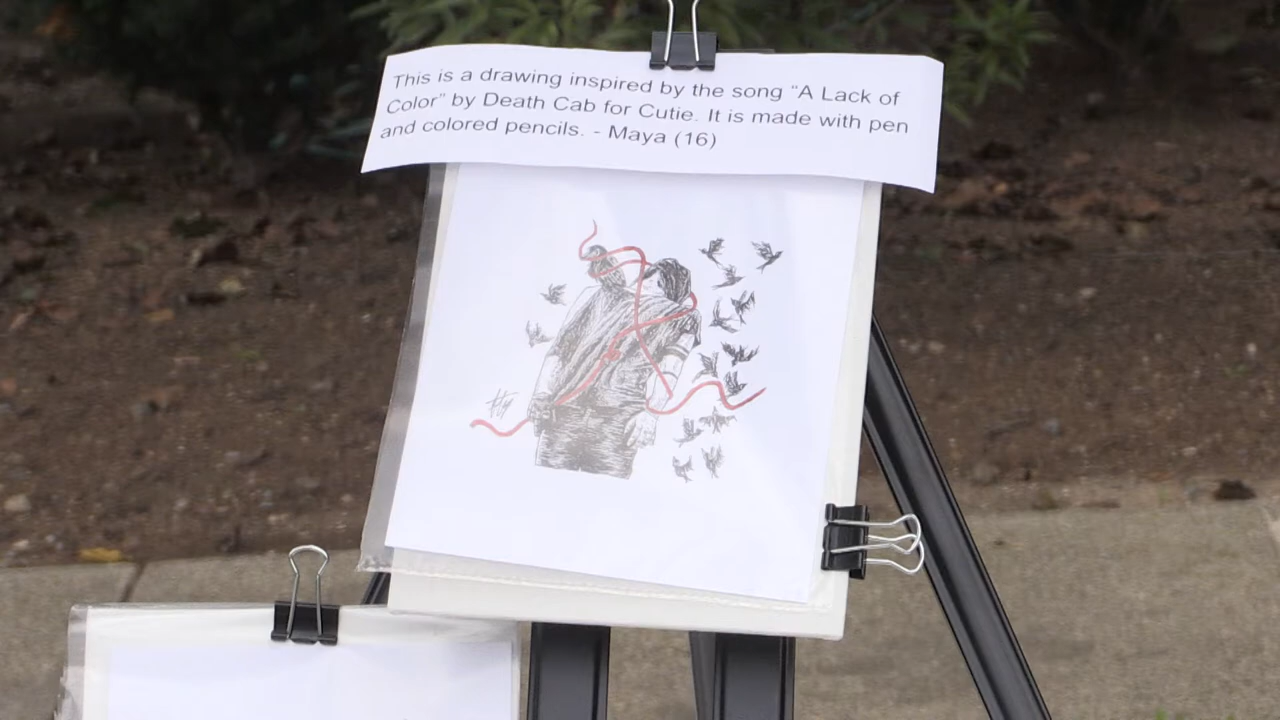 This is a drawing inspired by the song “A Lack of
Color” by Death Cab for Cutie. It is made with pen
and colored pencils. - Maya (16)